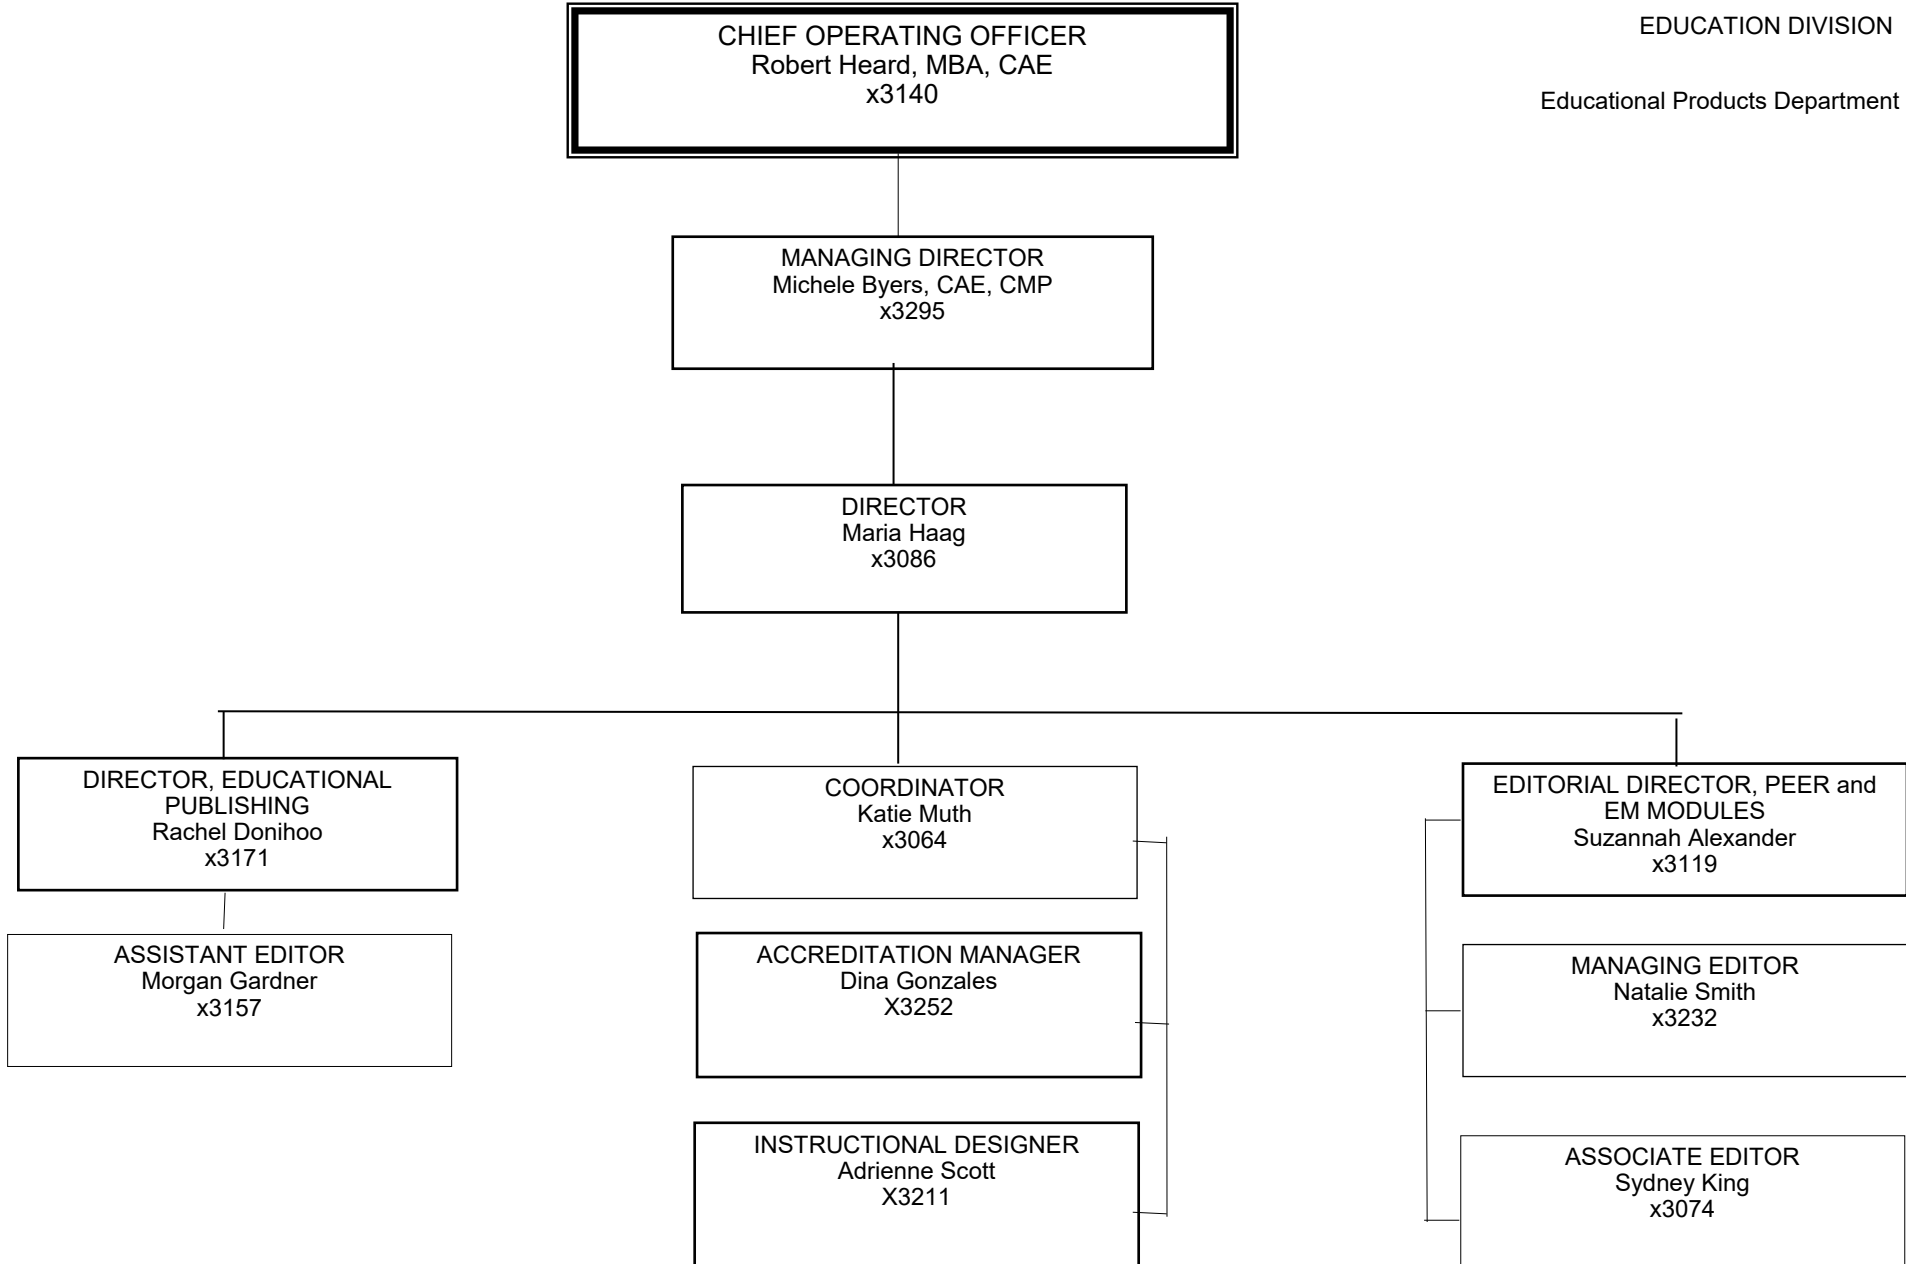 CHIEF OPERATING OFFICER
Robert Heard, MBA, CAE
x3140
EDUCATION DIVISION
Educational Products Department
MANAGING DIRECTOR
Michele Byers, CAE, CMP
x3295
DIRECTOR
Maria Haag
x3086
DIRECTOR, EDUCATIONAL
PUBLISHING
Rachel Donihoo
x3171
ASSISTANT EDITOR
Morgan Gardner
x3157
COORDINATOR
Katie Muth
x3064
ACCREDITATION MANAGER
Dina Gonzales
X3252
INSTRUCTIONAL DESIGNER
Adrienne Scott
X3211
EDITORIAL DIRECTOR, PEER and
EM MODULES
Suzannah Alexander
x3119
MANAGING EDITOR
Natalie Smith
x3232
ASSOCIATE EDITOR
Sydney King
x3074